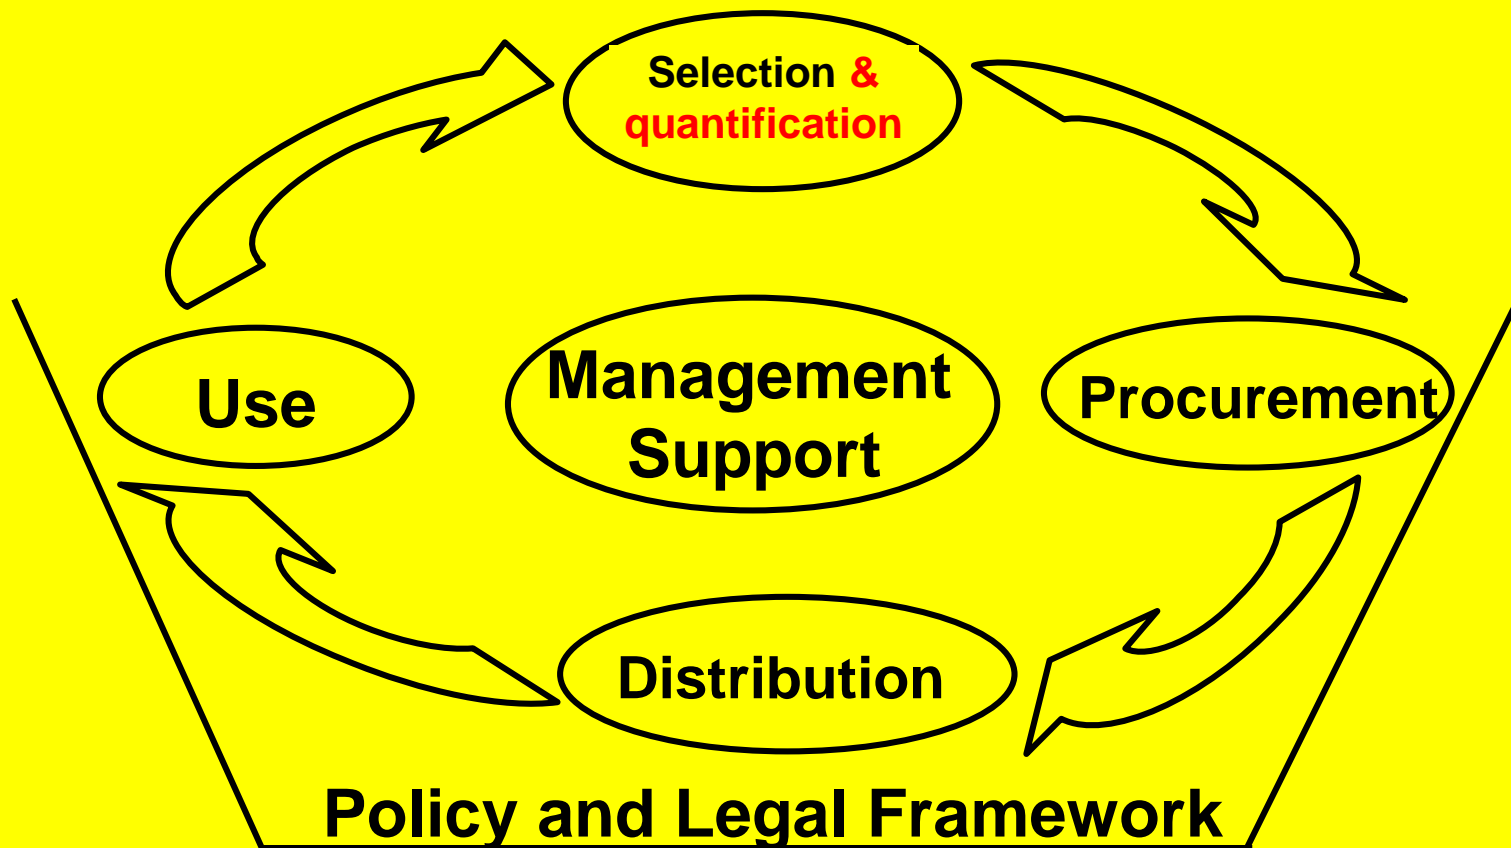 Selection &
quantification
Use
Management
Support
Procurement
Distribution
Policy and Legal Framework